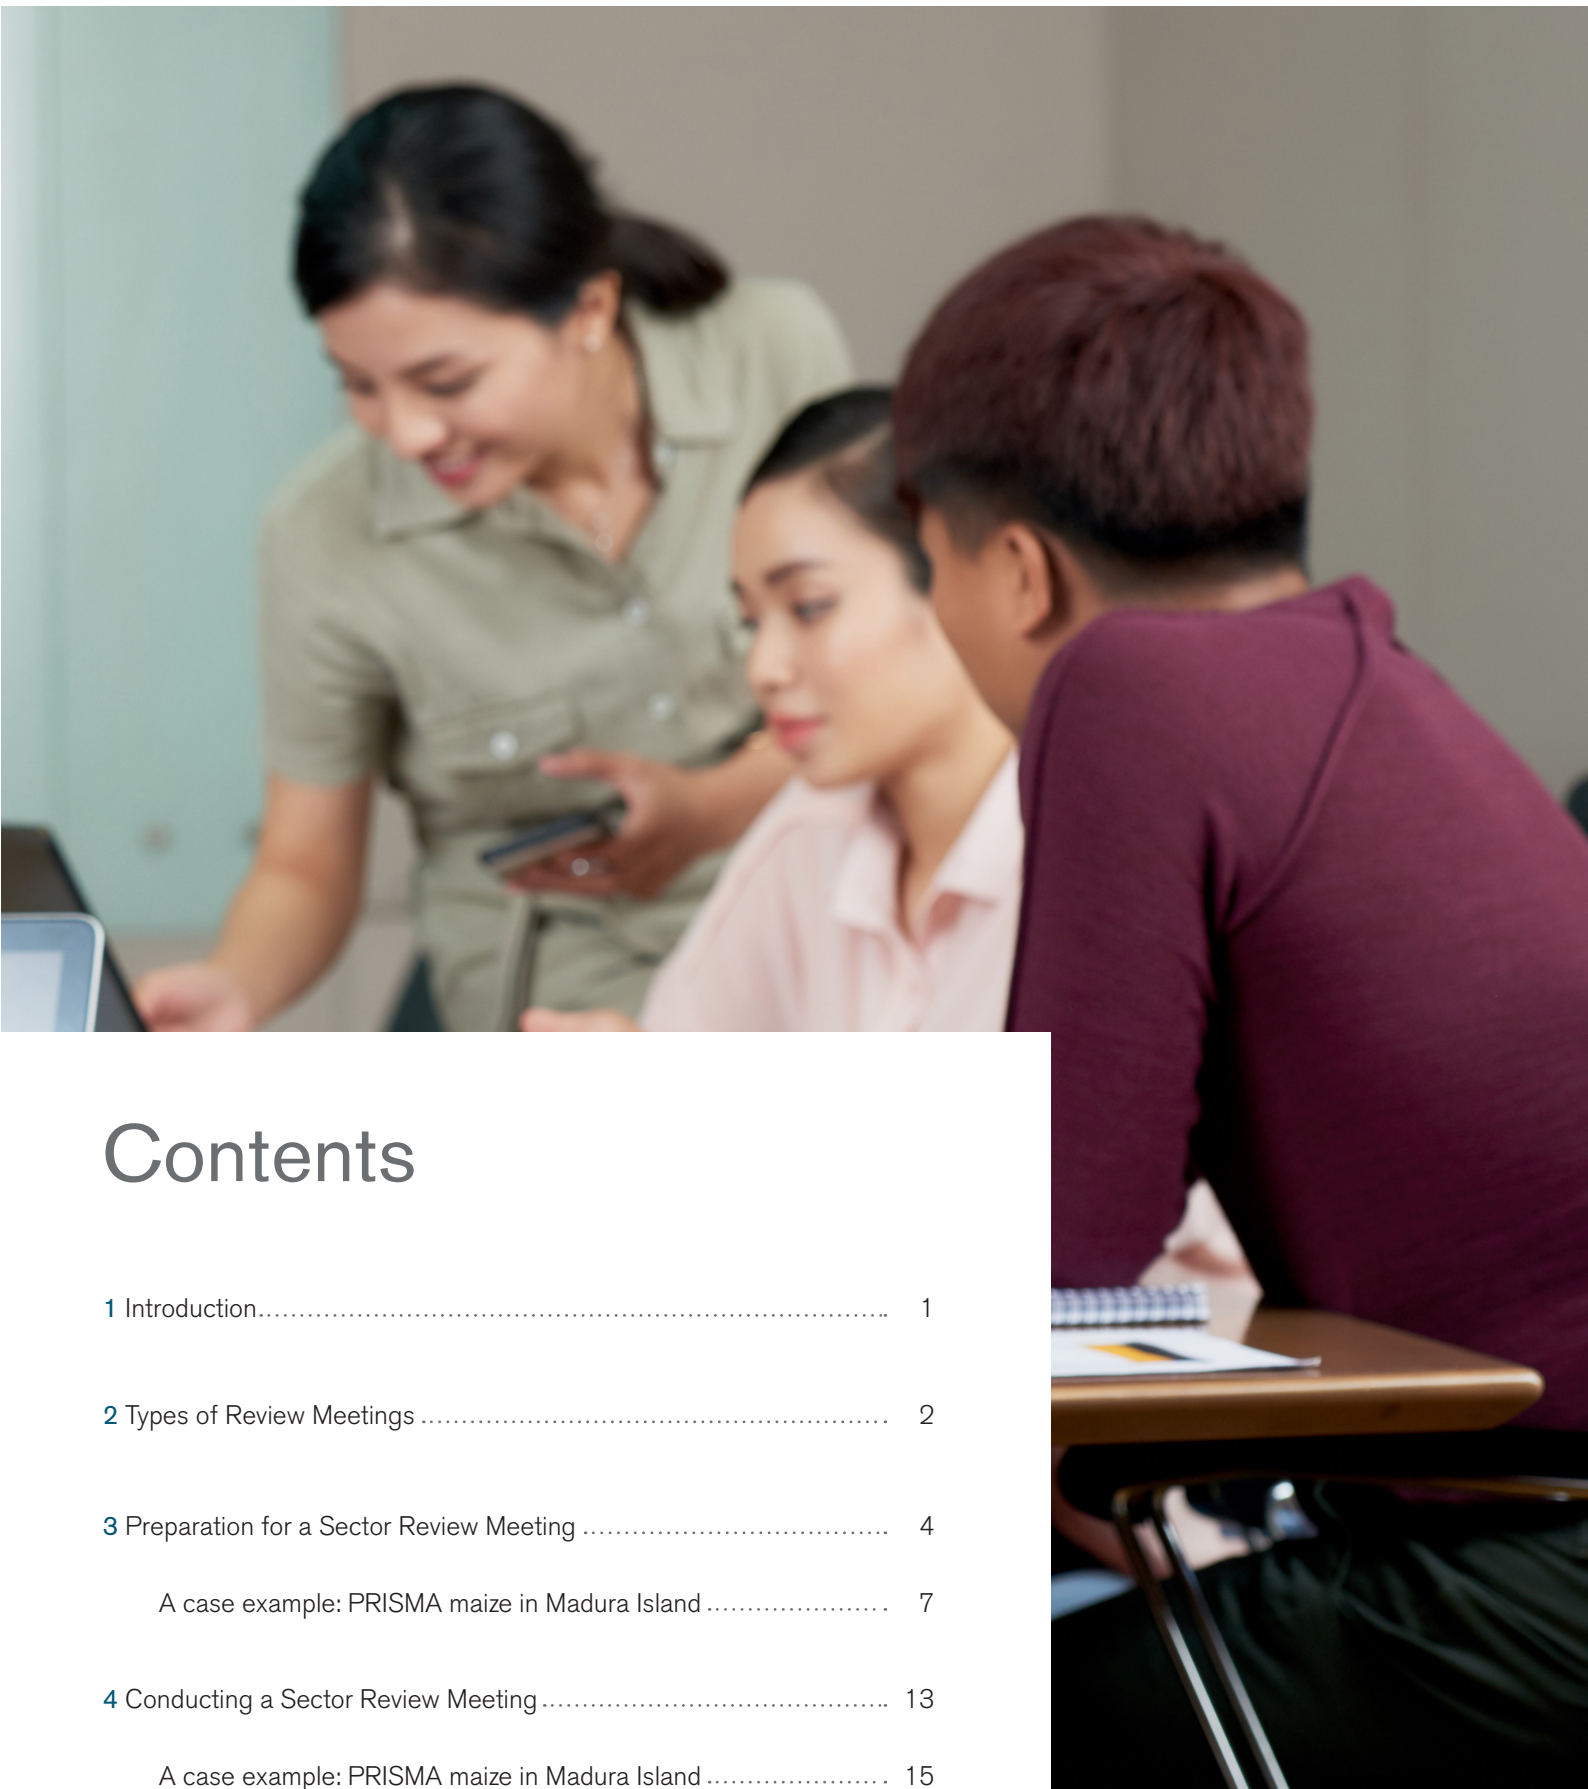 Contents
1 Introduction 1
2 Types of Review Meetings 2
3 Preparation for a Sector Review Meeting 4
A case example: PRISMA maize in Madura Island 7
4 Conducting a Sector Review Meeting 13
A case example: PRISMA maize in Madura Island 15